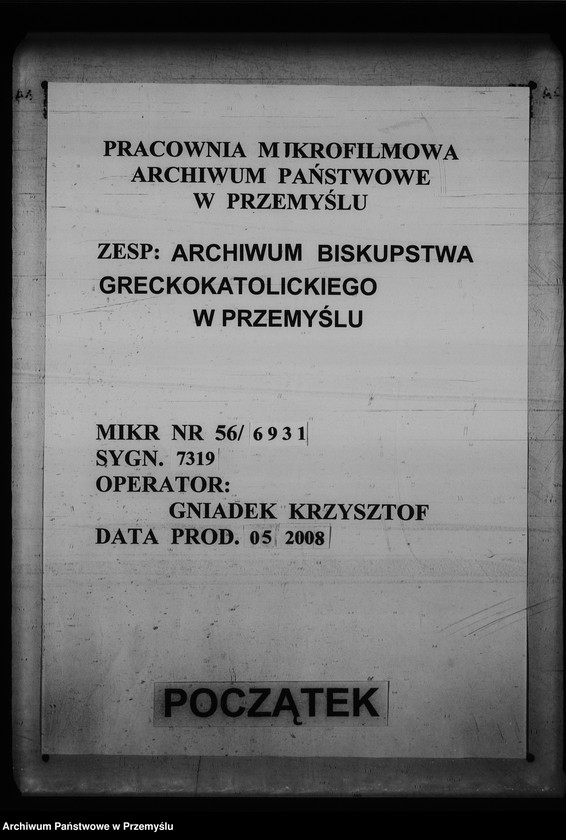 PRACOWNIA MIKROFILMOWA
ARCHIWUM PAŃSTWOWE
W PRZEMYŚLU
ZESP: ARCHIWUM BISKUPSTWA
GRECKOKATOLICKIEGO
W PRZEMYŚLU
MIKR NR 56/ 6931
SYGN. 7319
OPERATOR:
GNIADEK KRZYSZTOF
DATA PROD. 05 2008
POCZĄTEK
Archiwum Państwowe w Przemyślu